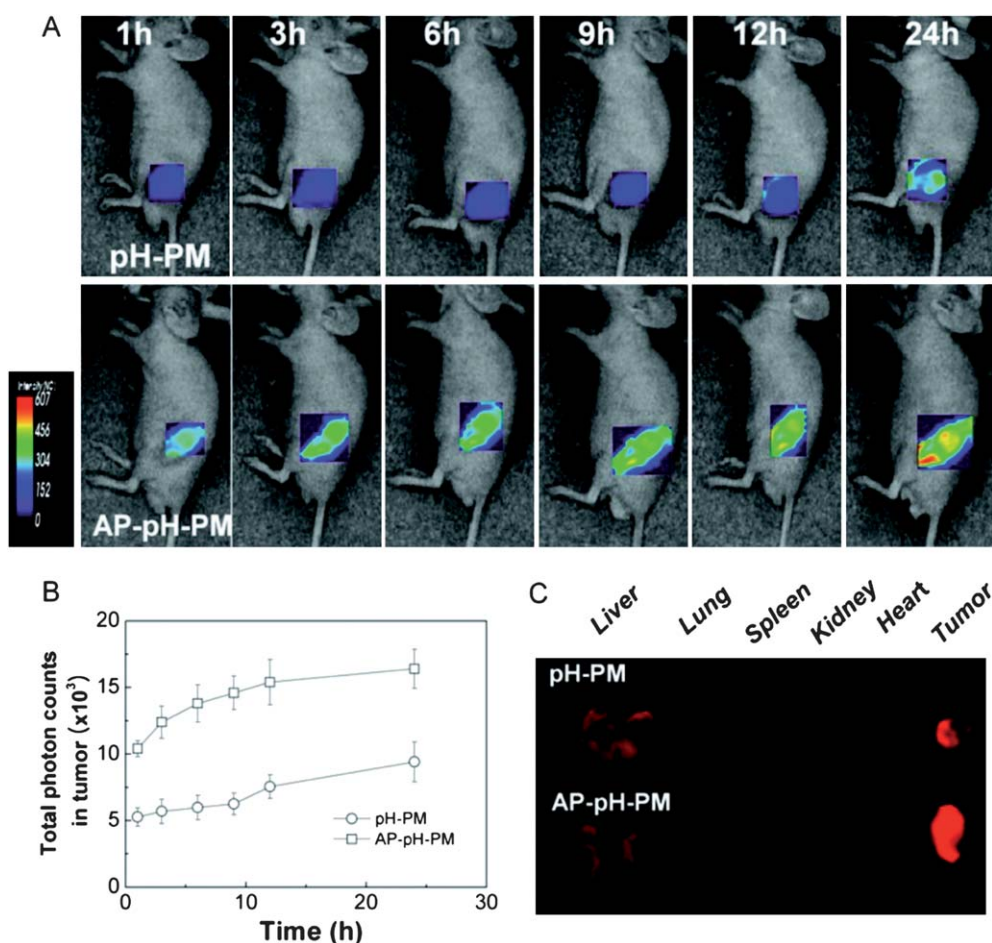 A
1h 3h 6h 9h 12h 24h
pH-PM
607
456
304
152
0
AP-pH-PM
B
Total photon counts
in tumor (x10³)
20
15
10
5
0
pH-PM
AP-pH-PM
0 10 20 30
Time (h)
C
Liver Lung Spleen Kidney Heart Tumor
pH-PM
AP-pH-PM